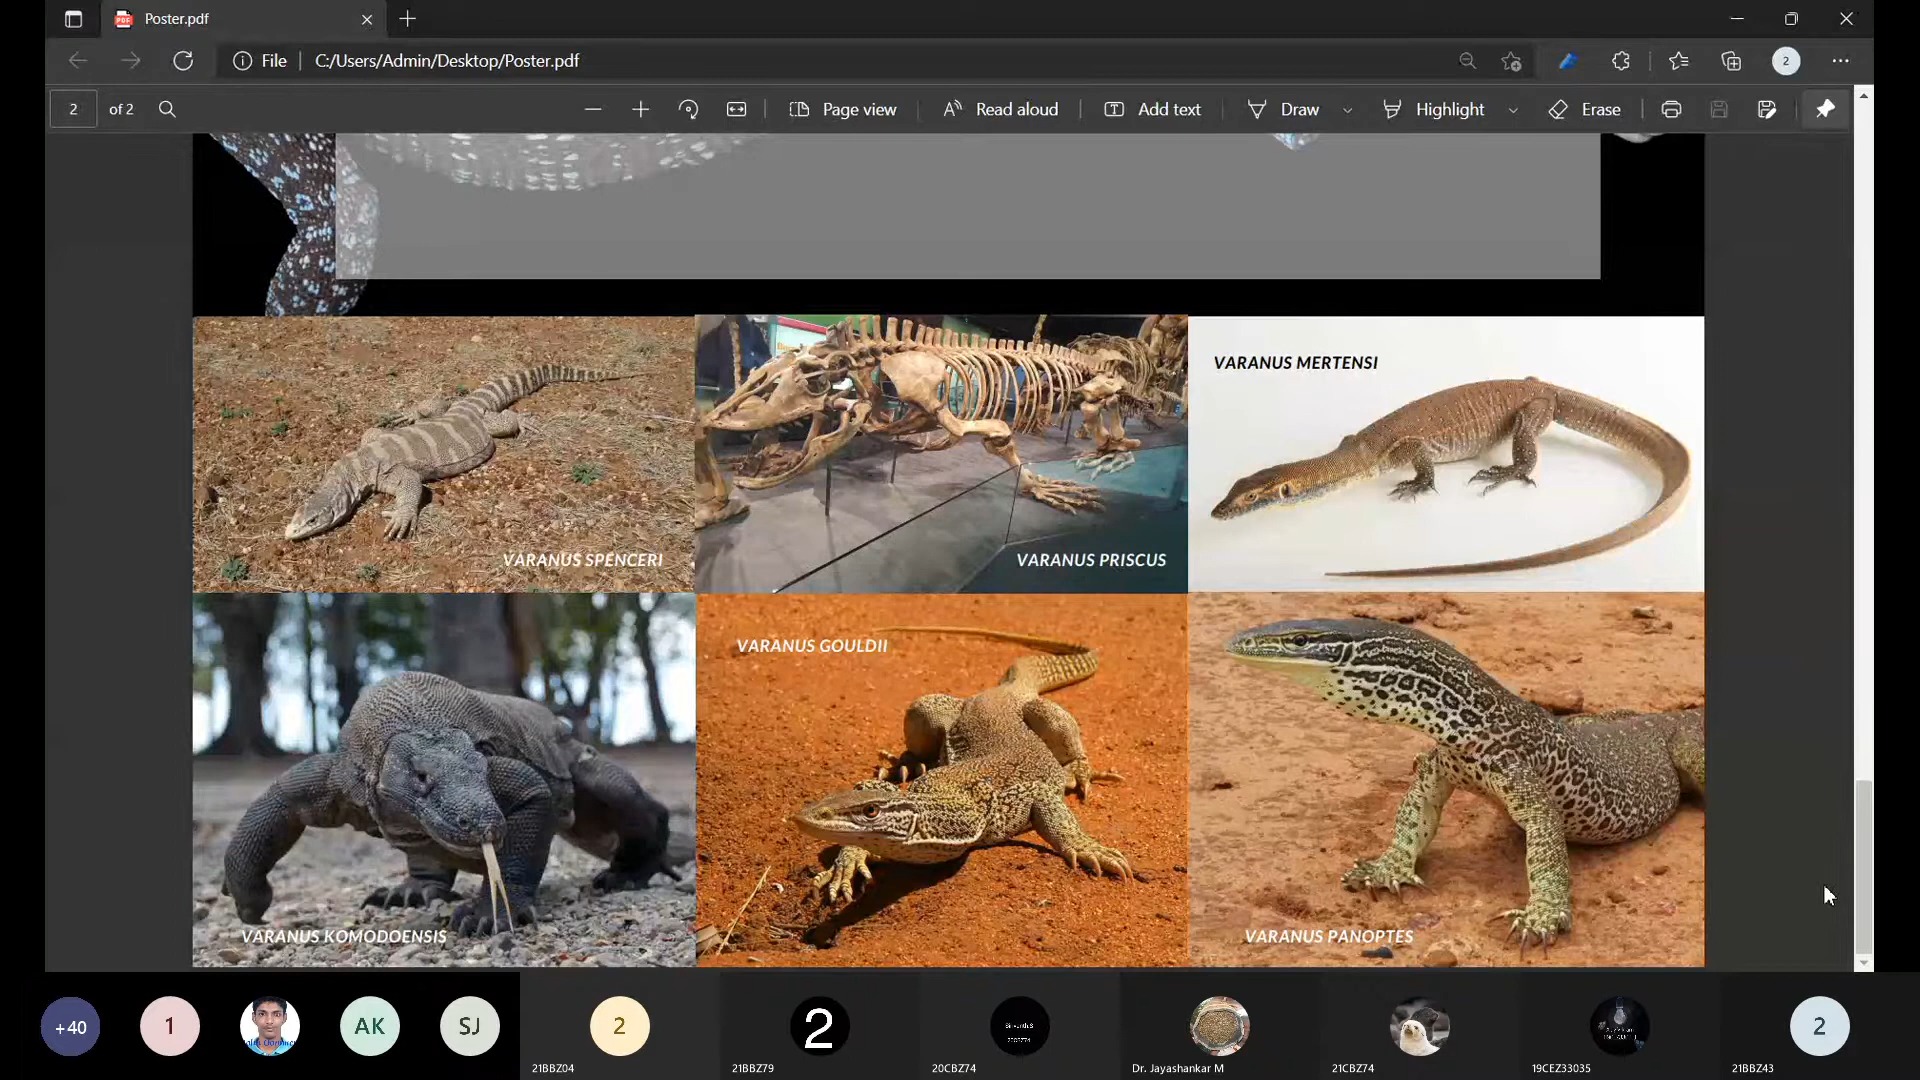 Poster.pdf
File
C:/Users/Admin/Desktop/Poster.pdf
2
2
of 2
Page view
Read aloud
Add text
Draw
Highlight
Erase
VARANUS SPENCERI
VARANUS PRISCUS
VARANUS MERTENSI
VARANUS KOMODOENSIS
VARANUS GOULDII
VARANUS PANOPTES
+40
1
AK
SJ
2
2
2
21BBZ04
21BBZ79
20CBZ74
Dr. Jayashankar M
21CBZ74
19CEZ33035
21BBZ43